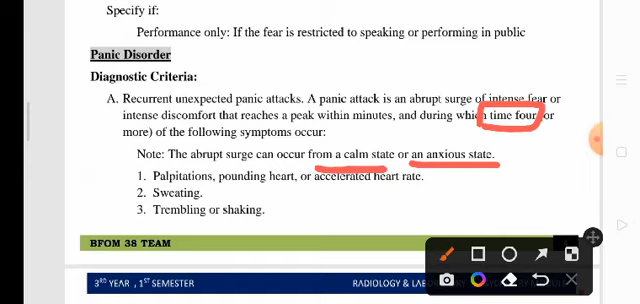 Specify if:
Performance only: If the fear is restricted to speaking or performing in public
Panic Disorder
Diagnostic Criteria:
A. Recurrent unexpected panic attacks. A panic attack is an abrupt surge of intense fear or
intense discomfort that reaches a peak within minutes, and during which time four (or
more) of the following symptoms occur:
Note: The abrupt surge can occur from a calm state or an anxious state.
1. Palpitations, pounding heart, or accelerated heart rate.
2. Sweating.
3. Trembling or shaking.
BFOM 38 TEAM
3RD YEAR, 1ST SEMESTER
RADIOLOGY &